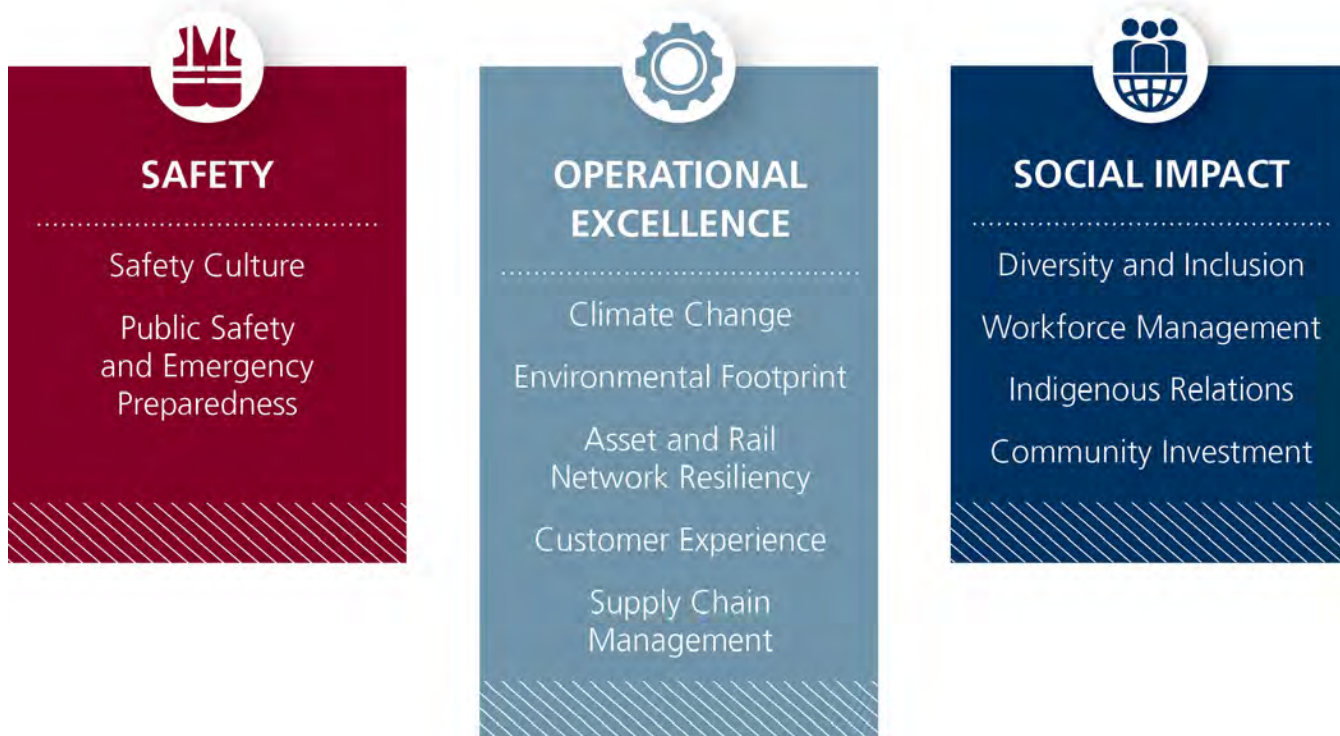 SAFETY
Safety Culture
Public Safety
and Emergency
Preparedness
OPERATIONAL
EXCELLENCE
Climate Change
Environmental Footprint
Asset and Rail
Network Resiliency
Customer Experience
Supply Chain
Management
SOCIAL IMPACT
Diversity and Inclusion
Workforce Management
Indigenous Relations
Community Investment